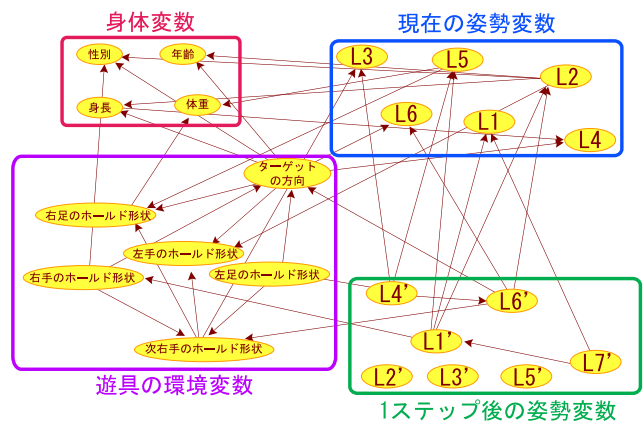 身体変数
現在の姿勢変数
性別
年齢
身長
体重
L3
L5
L2
L6
L1
L4
ターゲット
の方向
右足のホールド形状
左手のホールド形状
右手のホールド形状
左足のホールド形状
次右手のホールド形状
遊具の環境変数
L4’
L6’
L1’
L7’
L2’
L3’
L5’
1ステップ後の姿勢変数